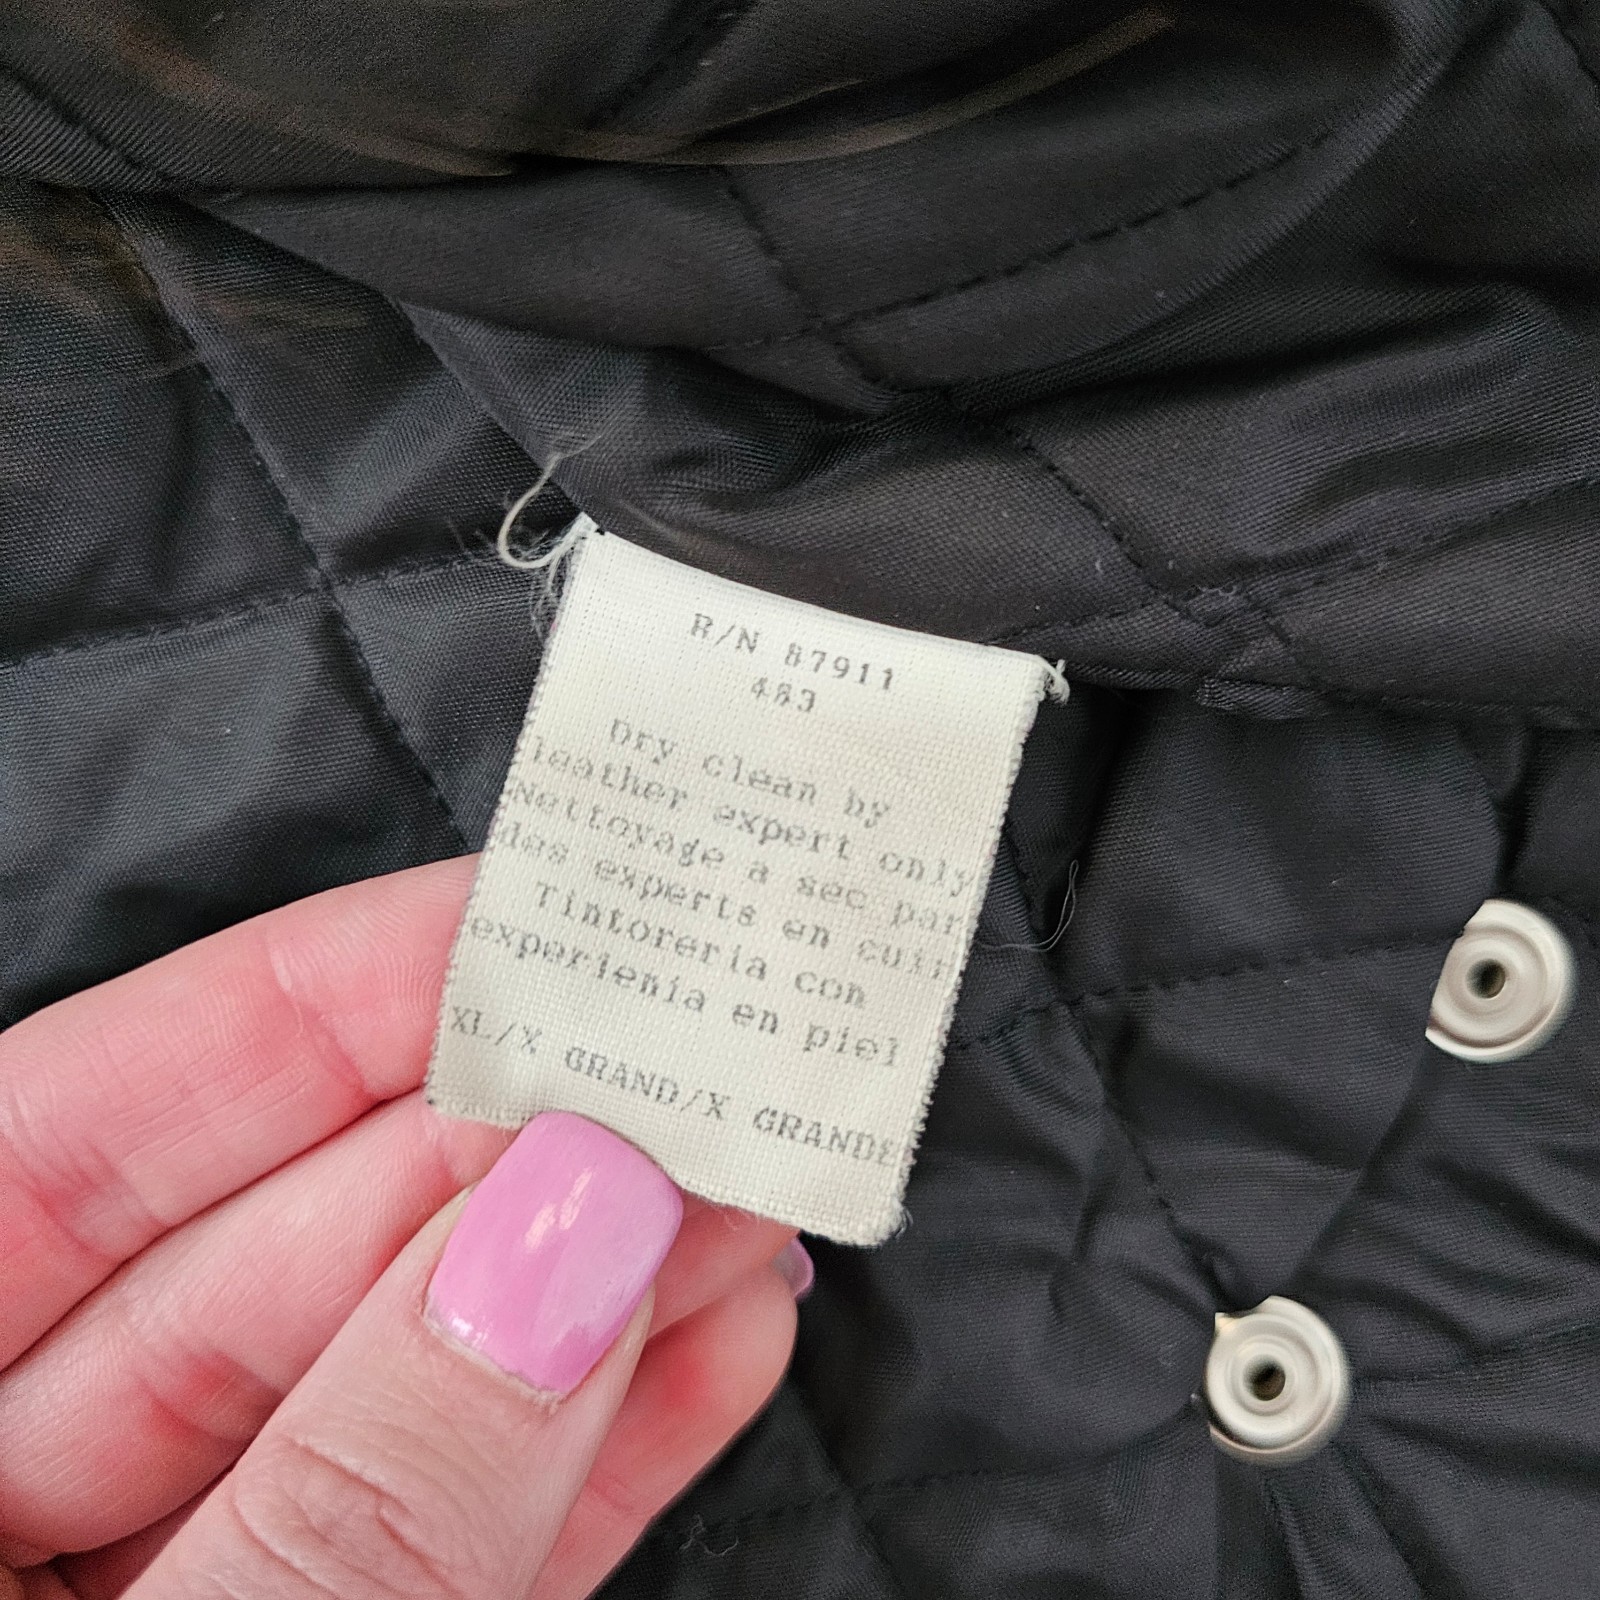 R/N 87911
483
Dry clean by
leather expert only
Nettoyage a sec par
des experts en cuir
Tintoreria con
experienia en piel
XL/X GRAND/X GRANDE